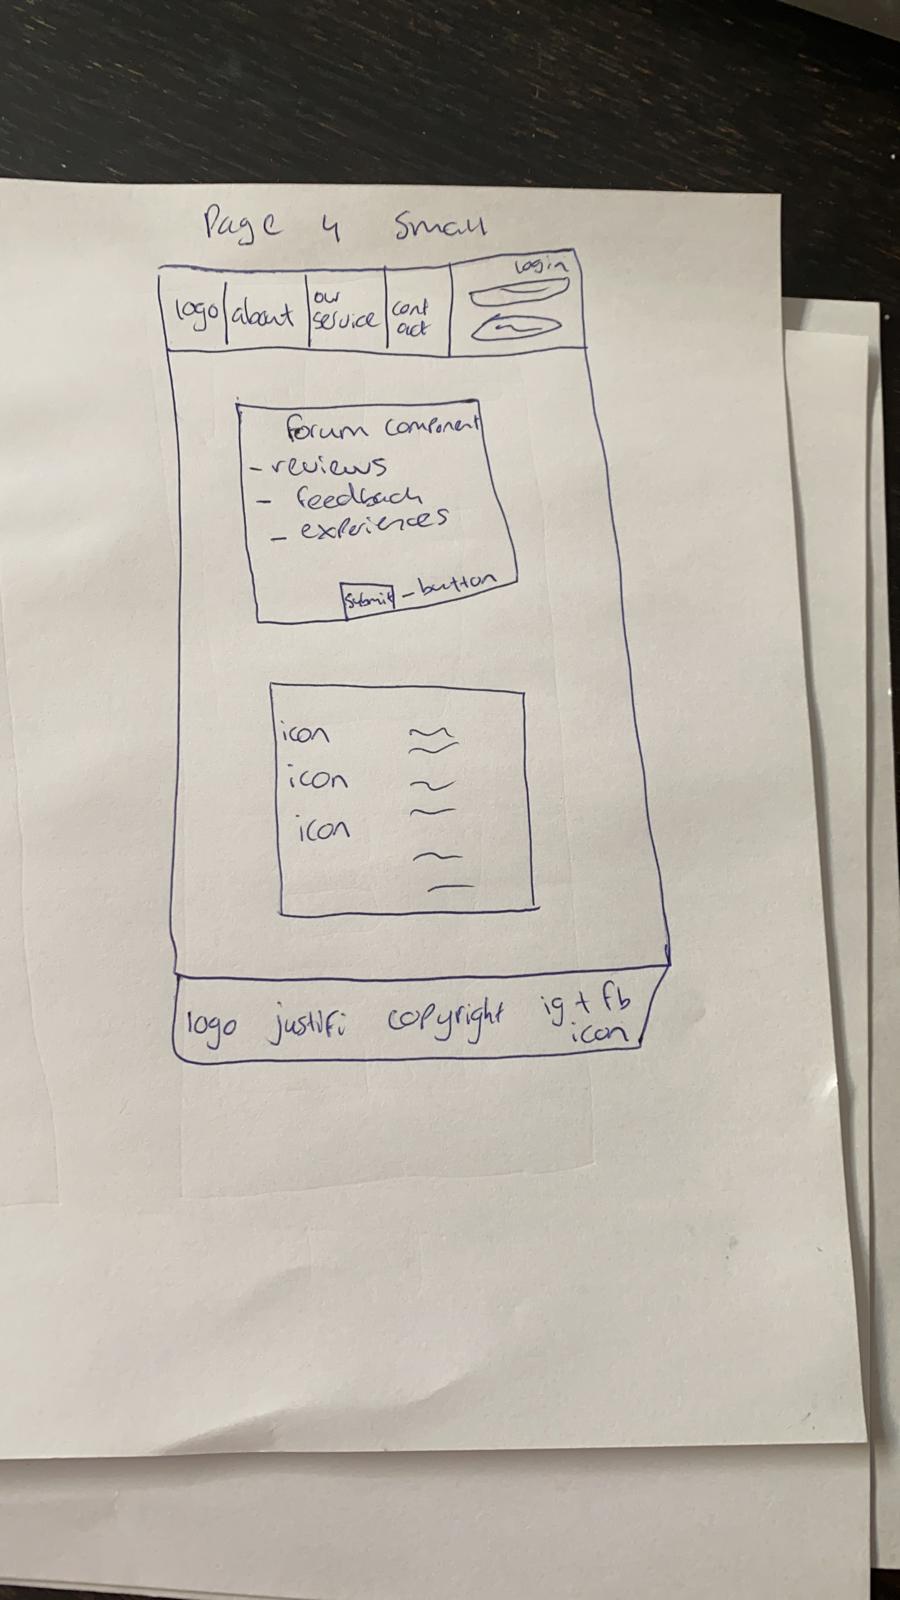 Page 4 Small
login
logo about our service cont act
forum component
- reviews
- feedback
- experiences
submit - button
icon
icon
icon
logo justifi copyright ig + fb
icon